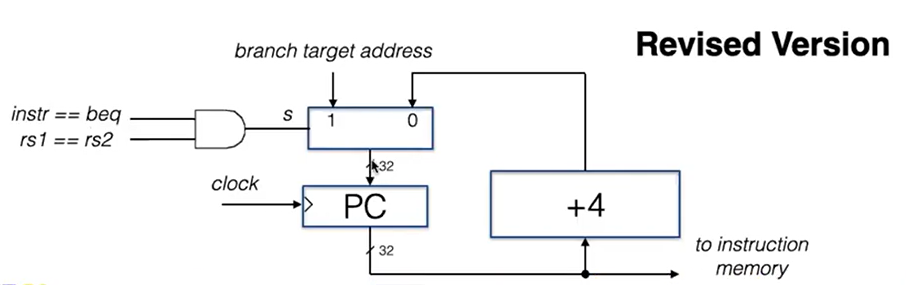 Revised Version
branch target address
instr == beq
rs1 == rs2
s
1
0
32
clock
PC
+4
32
to instruction
memory